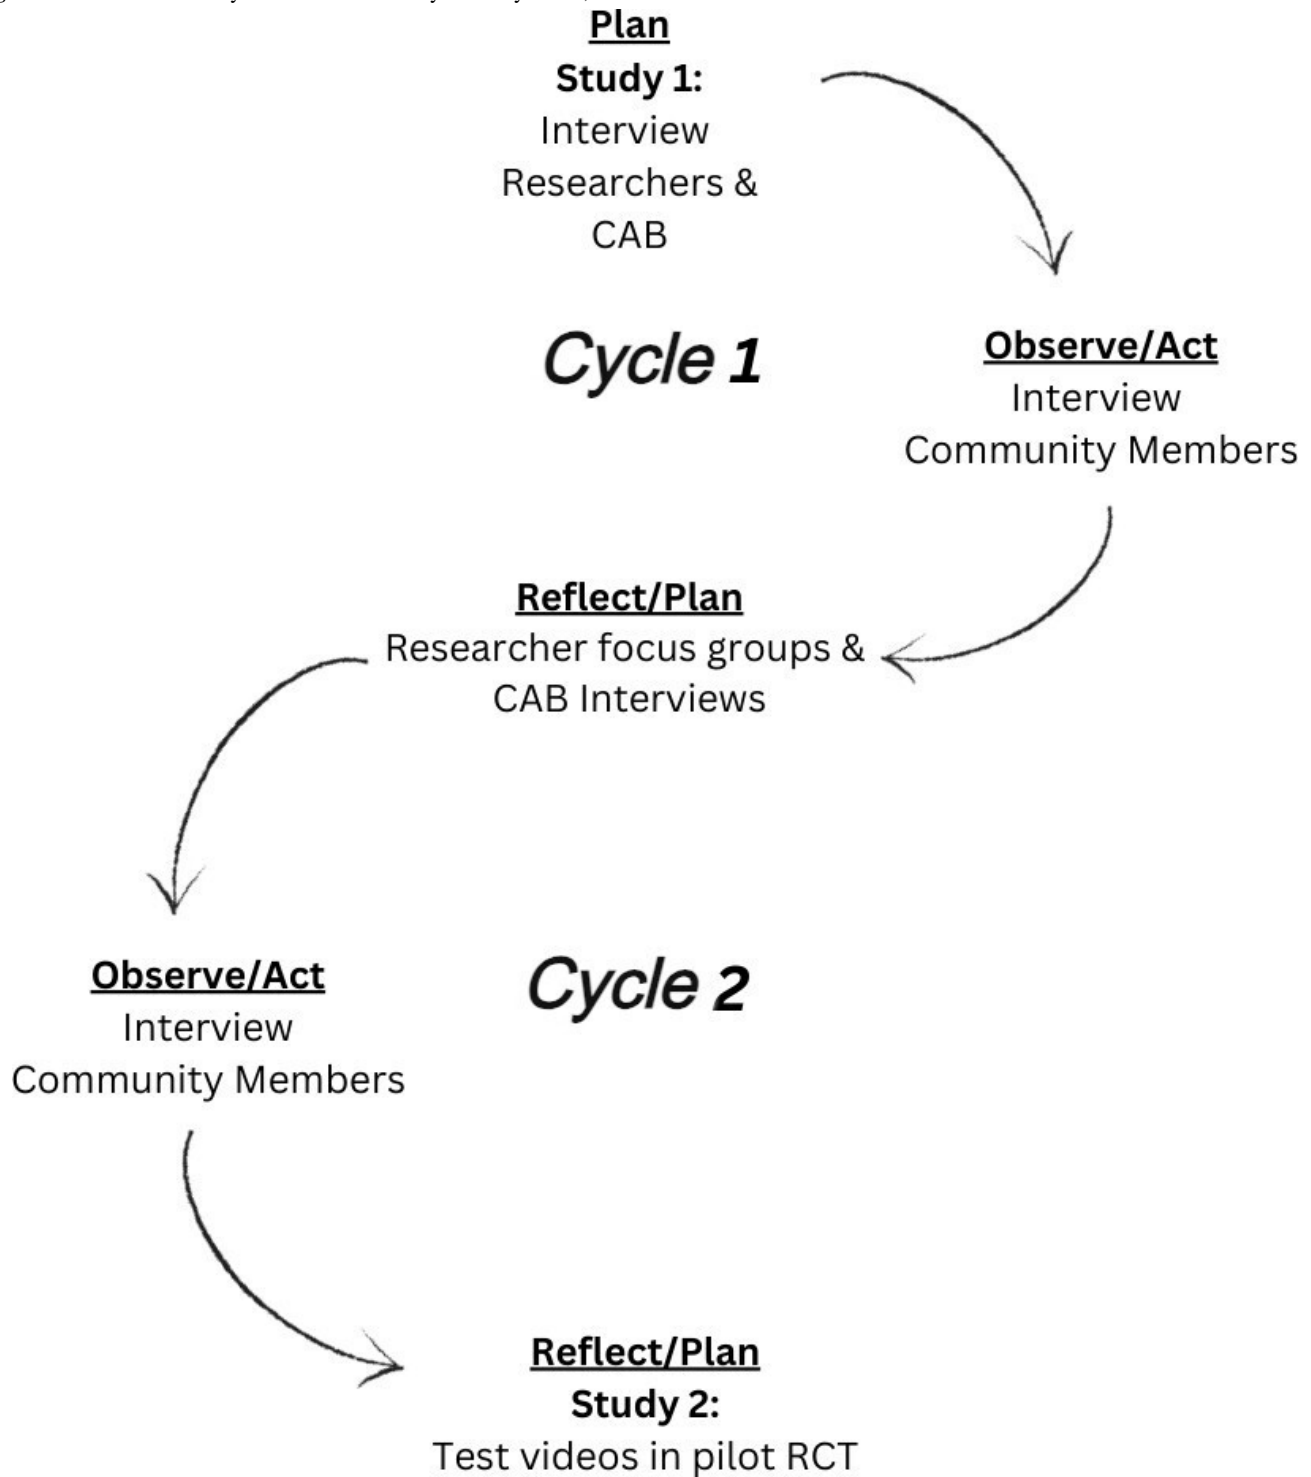 Plan
Study 1:
Interview
Researchers &
CAB
Cycle 1
Observe/Act
Interview
Community Members
Reflect/Plan
Researcher focus groups &
CAB Interviews
Observe/Act
Interview
Community Members
Cycle 2
Reflect/Plan
Study 2:
Test videos in pilot RCT